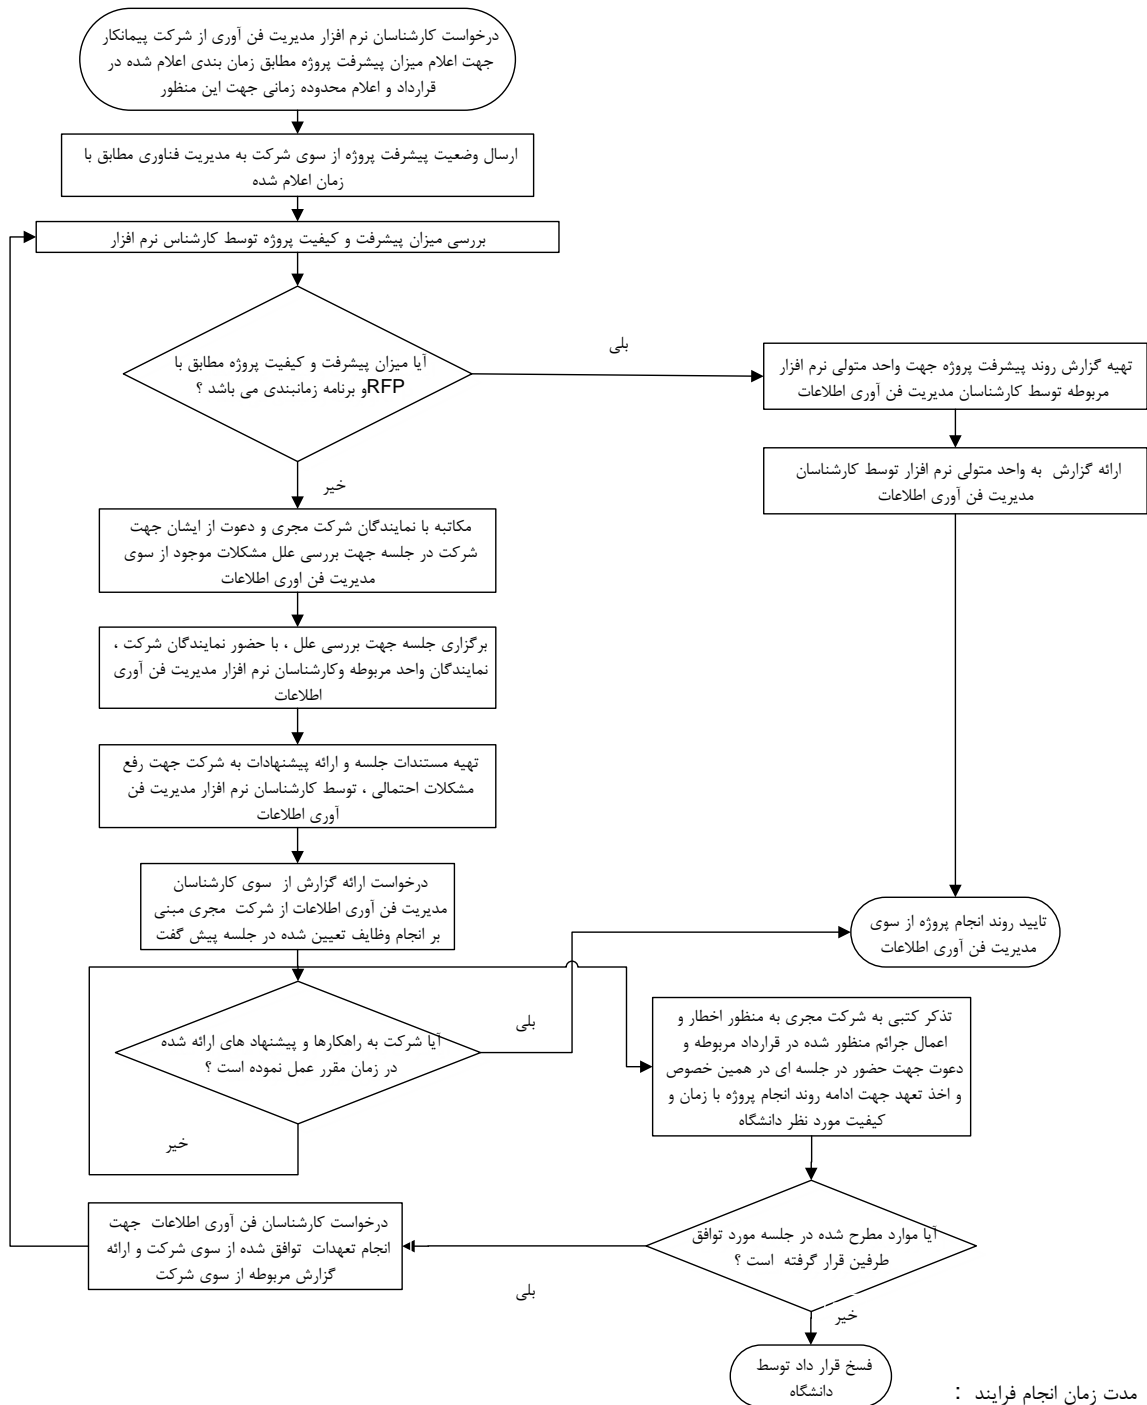 درخواست کارشناسان نرم افزار مدیریت فن آوری از شرکت پیمانکار
جهت اعلام میزان پیشرفت پروژه مطابق زمان بندی اعلام شده در
قرارداد و اعلام محدوده زمانی جهت این منظور
ارسال وضعیت پیشرفت پروژه از سوی شرکت به مدیریت فناوری مطابق با
زمان اعلام شده
بررسی میزان پیشرفت و کیفیت پروژه توسط کارشناس نرم افزار
آیا میزان پیشرفت و کیفیت پروژه مطابق با
RFPو برنامه زمانبندی می باشد ؟
بلی
تهیه گزارش روند پیشرفت پروژه جهت واحد متولی نرم افزار
مربوطه توسط کارشناسان مدیریت فن آوری اطلاعات
ارائه گزارش به واحد متولی نرم افزار توسط کارشناسان
مدیریت فن آوری اطلاعات
خیر
مکاتبه با نمایندگان شرکت مجری و دعوت از ایشان جهت
شرکت در جلسه جهت بررسی علل مشکلات موجود از سوی
مدیریت فن اوری اطلاعات
برگزاری جلسه جهت بررسی علل ، با حضور نمایندگان شرکت ،
نمایندگان واحد مربوطه وکارشناسان نرم افزار مدیریت فن آوری
اطلاعات
تهیه مستندات جلسه و ارائه پیشنهادات به شرکت جهت رفع
مشکلات احتمالی ، توسط کارشناسان نرم افزار مدیریت فن
آوری اطلاعات
درخواست ارائه گزارش از سوی کارشناسان
مدیریت فن آوری اطلاعات از شرکت مجری مبنی
بر انجام وظایف تعیین شده در جلسه پیش گفت
تایید روند انجام پروژه از سوی
مدیریت فن آوری اطلاعات
آیا شرکت به راهکارها و پیشنهاد های ارائه شده
در زمان مقرر عمل نموده است ؟
بلی
خیر
تذکر کتبی به شرکت مجری به منظور اخطار و
اعمال جرائم منظور شده در قرارداد مربوطه و
دعوت جهت حضور در جلسه ای در همین خصوص
و اخذ تعهد جهت ادامه روند انجام پروژه با زمان و
کیفیت مورد نظر دانشگاه
آیا موارد مطرح شده در جلسه مورد توافق
طرفین قرار گرفته است ؟
بلی
درخواست کارشناسان فن آوری اطلاعات جهت
انجام تعهدات توافق شده از سوی شرکت و ارائه
گزارش مربوطه از سوی شرکت
خیر
فسخ قرار داد توسط
دانشگاه
مدت زمان انجام فرایند :